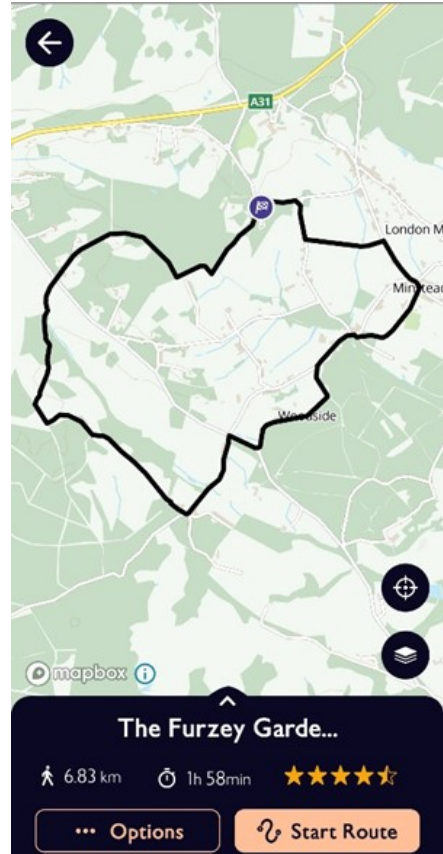 A31
London M
Minstead
Woodside
mapbox
The Furzey Garde...
6.83 km
1h 58min
Options
Start Route